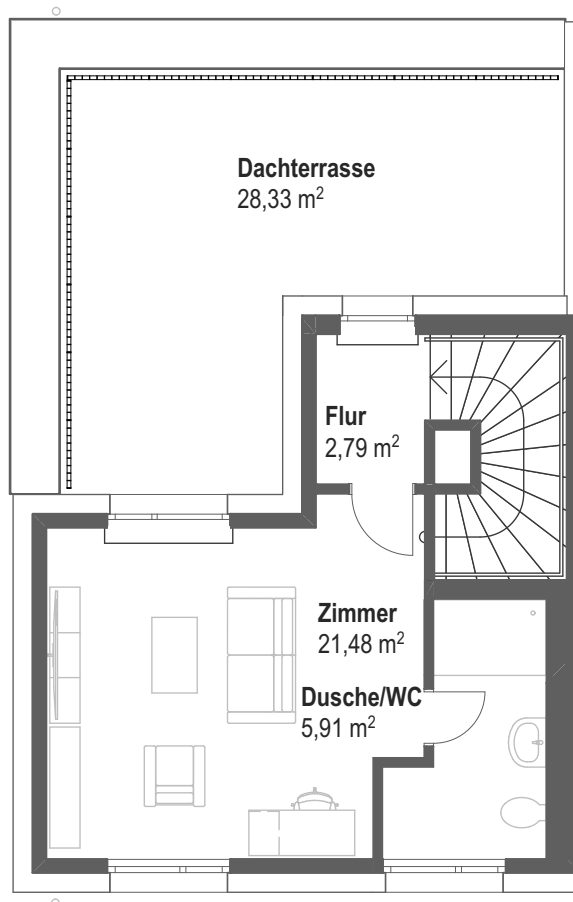 Dachterrasse
28,33 m²
Flur
2,79 m²
Zimmer
21,48 m²
Dusche/WC
5,91 m²